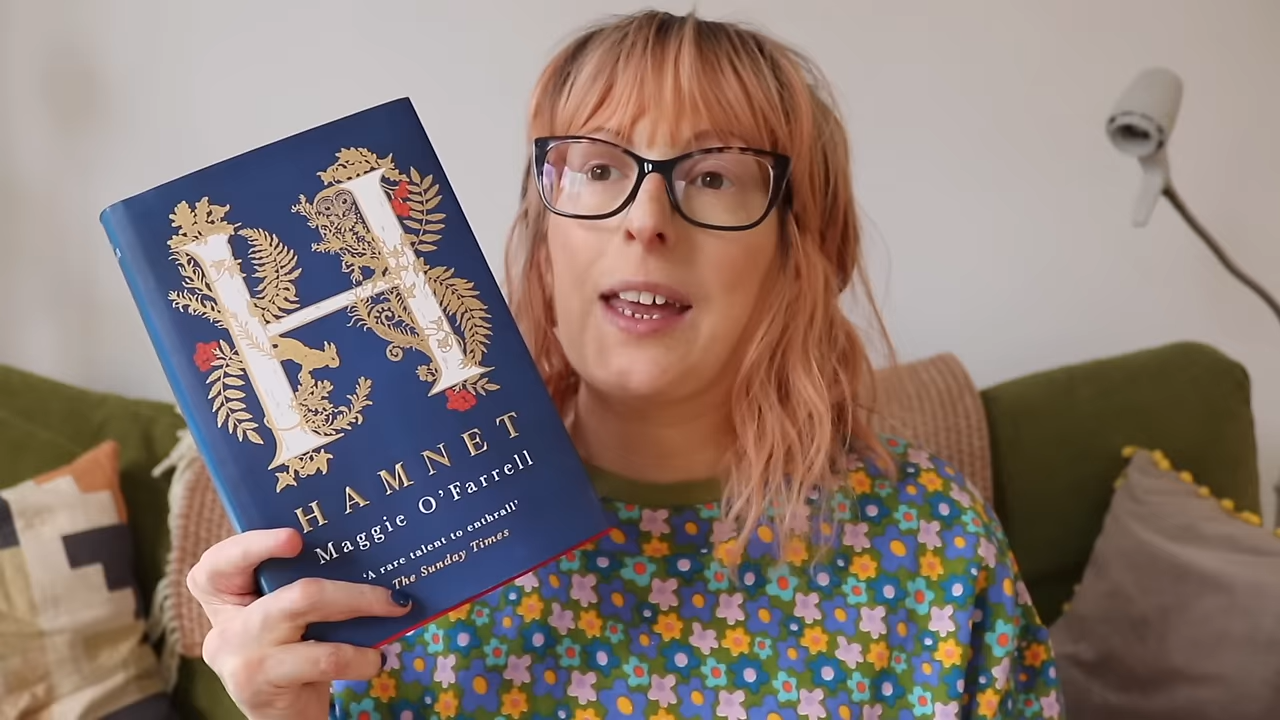 H
HAMNET
Maggie O'Farrell
'A rare talent to enthrall'
The Sunday Times